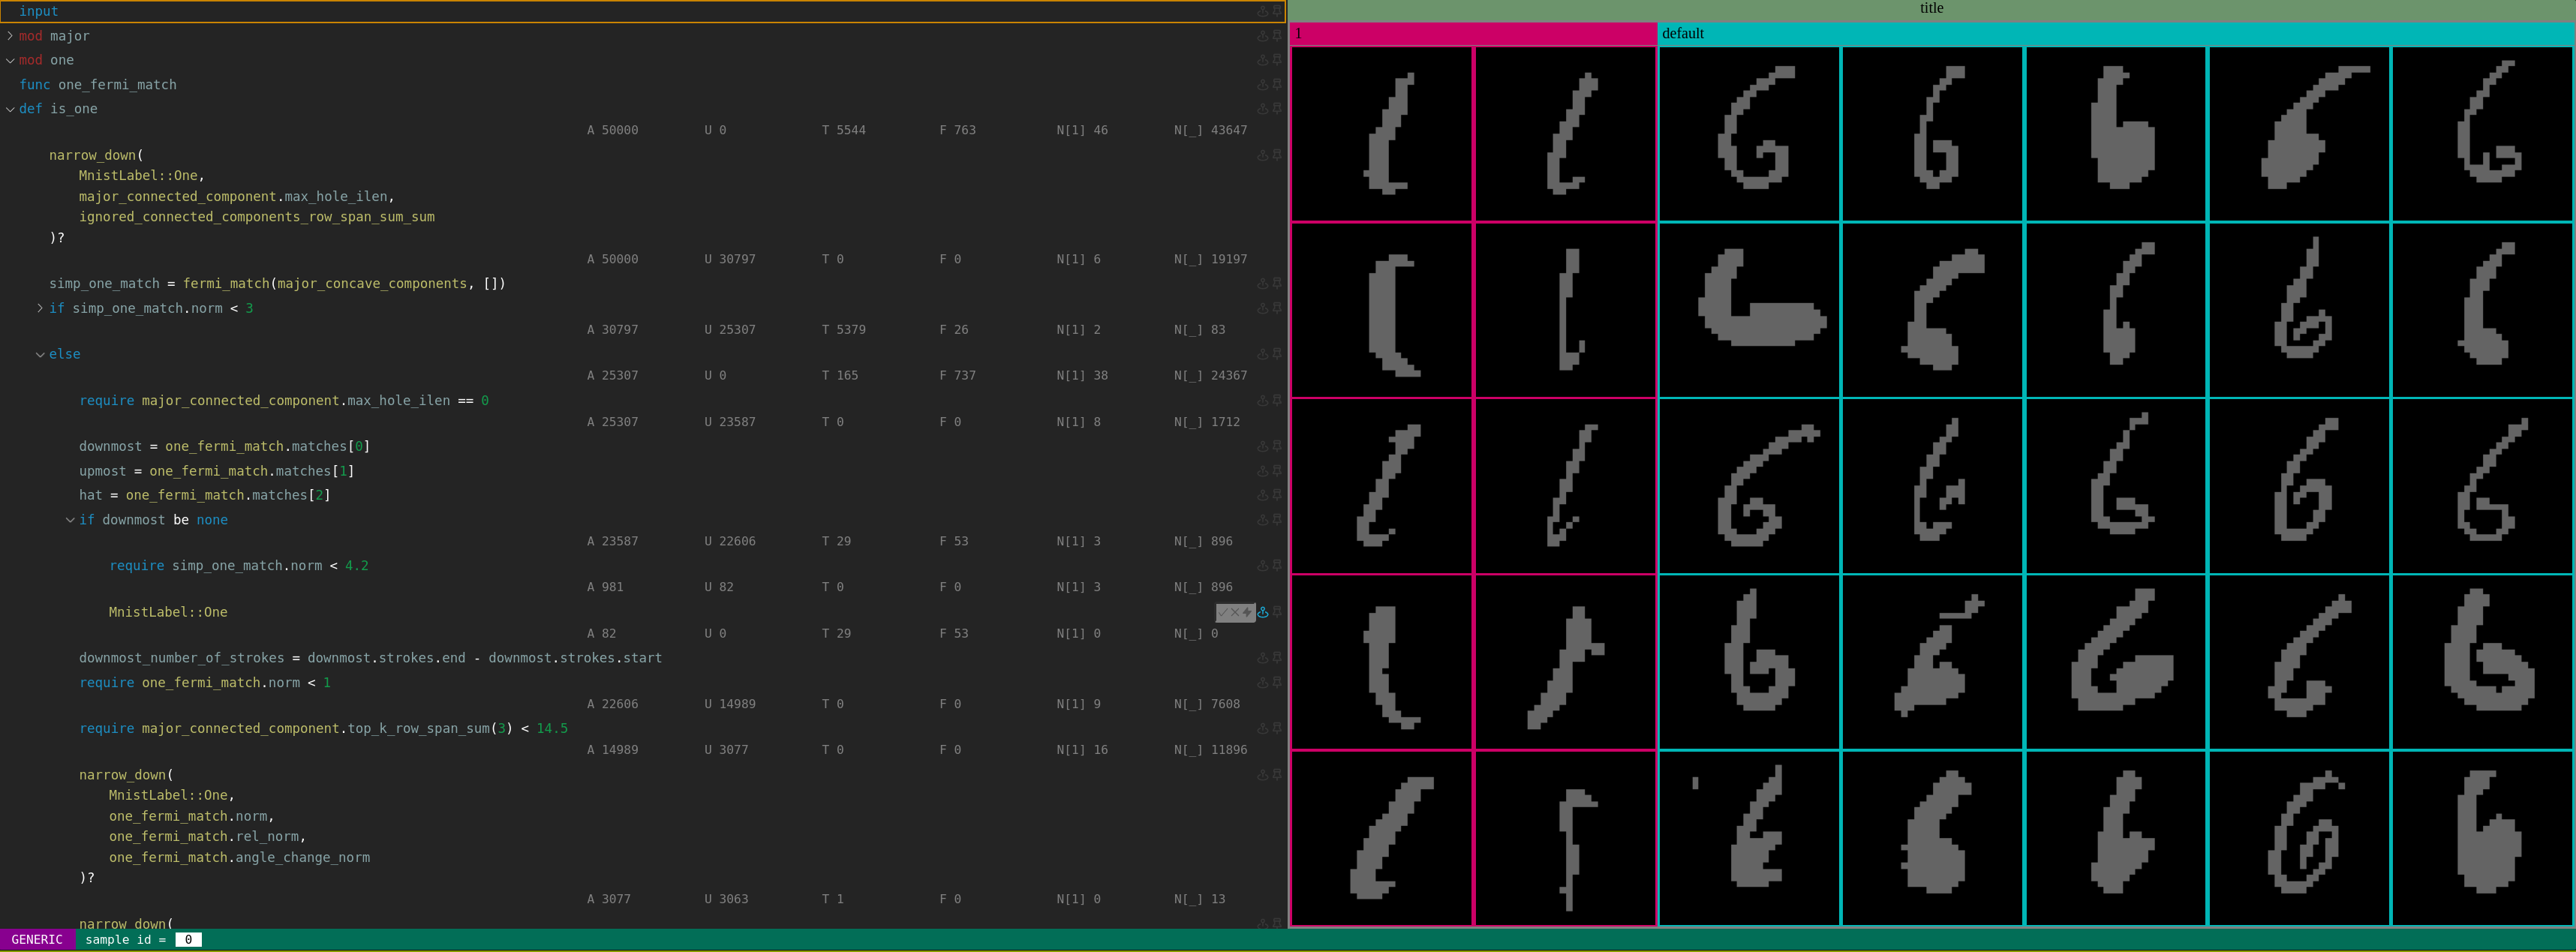 input
mod major
mod one
func one_fermi_match
def is_one
A 50000 U 0 T 5544 F 763 N[1] 46 N[_] 43647
narrow_down(
MnistLabel::One,
major_connected_component.max_hole_ilen,
ignored_connected_components_row_span_sum_sum
)?
A 50000 U 30797 T 0 F 0 N[1] 6 N[_] 19197
simp_one_match = fermi_match(major_concave_components, [])
if simp_one_match.norm < 3
A 30797 U 25307 T 5379 F 26 N[1] 2 N[_] 83
else
A 25307 U 0 T 165 F 737 N[1] 38 N[_] 24367
require major_connected_component.max_hole_ilen == 0
A 25307 U 23587 T 0 F 0 N[1] 8 N[_] 1712
downmost = one_fermi_match.matches[0]
upmost = one_fermi_match.matches[1]
hat = one_fermi_match.matches[2]
if downmost be none
A 23587 U 22606 T 29 F 53 N[1] 3 N[_] 896
require simp_one_match.norm < 4.2
A 981 U 82 T 0 F 0 N[1] 3 N[_] 896
MnistLabel::One
A 82 U 0 T 29 F 53 N[1] 0 N[_] 0
downmost_number_of_strokes = downmost.strokes.end - downmost.strokes.start
require one_fermi_match.norm < 1
A 22606 U 14989 T 0 F 0 N[1] 9 N[_] 7608
require major_connected_component.top_k_row_span_sum(3) < 14.5
A 14989 U 3077 T 0 F 0 N[1] 16 N[_] 11896
narrow_down(
MnistLabel::One,
one_fermi_match.norm,
one_fermi_match.rel_norm,
one_fermi_match.angle_change_norm
)?
A 3077 U 3063 T 1 F 0 N[1] 0 N[_] 13
narrow_down(
GENERIC sample id = 0
title
1 default